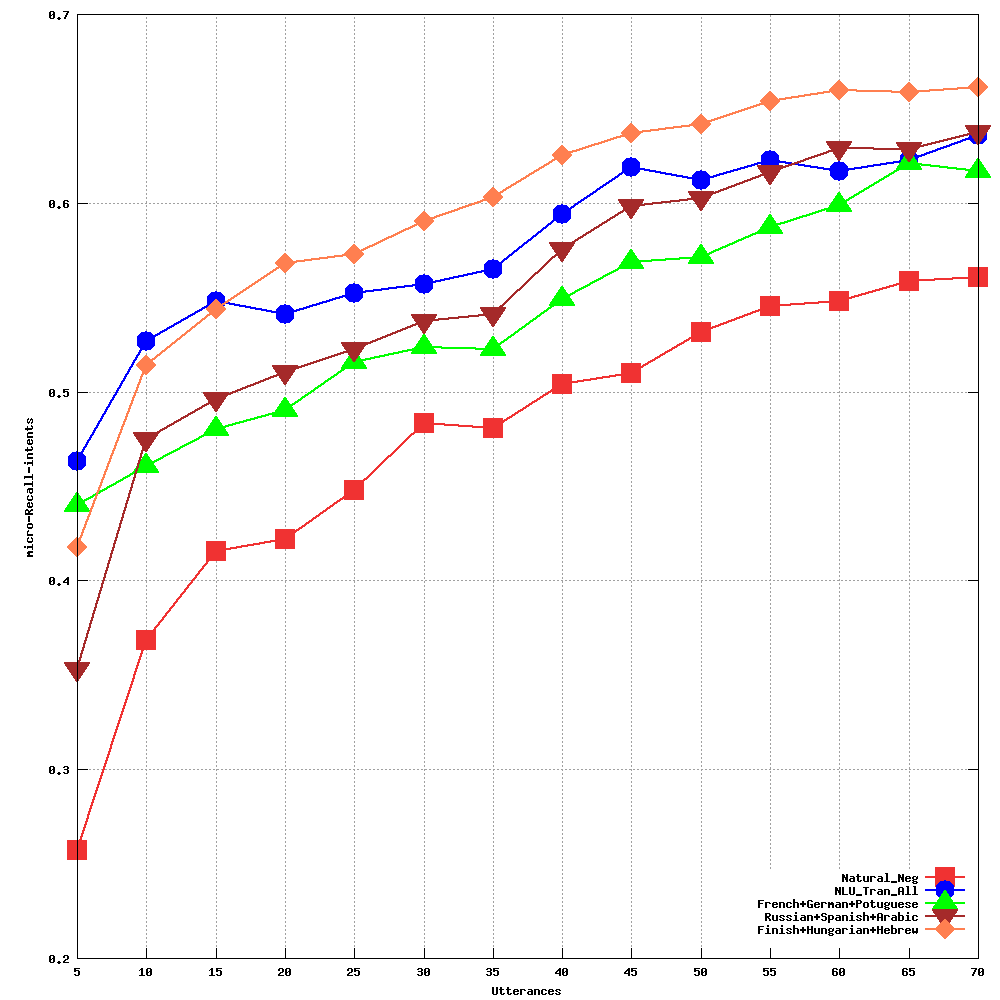 0.7
0.6
0.5
0.4
0.3
0.2
micro-Recall-intents
5 10 15 20 25 30 35 40 45 50 55 60 65 70
Utterances
Natural_Neg
NLU_Tran_All
French+German+Potuguese
Russian+Spanish+Arabic
Finish+Hungarian+Hebrew